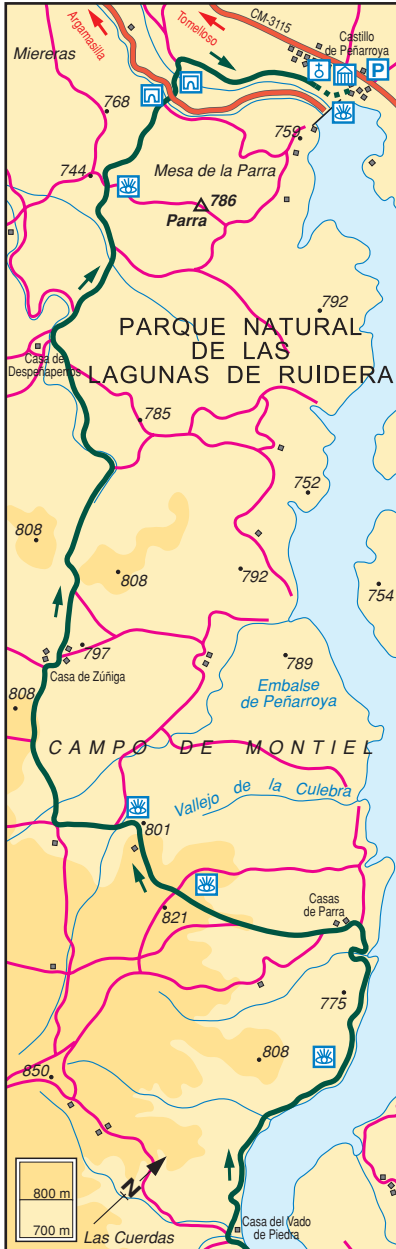 CM-3115
Tomelloso
Argamasilla
Castillo
de Peñarroya
P
Miereras
768
759
744
Mesa de la Parra
786
Parra
792
PARQUE NATURAL
DE LAS
LAGUNAS DE RUIDERA
Casa de
Despeñaperros
785
752
808
808
792
754
797
789
Casa de Zúñiga
808
Embalse
de Peñarroya
CAMPO DE MONTIEL
Vallejo de la Culebra
801
821
Casas
de Parra
775
808
850
N
800 m
700 m
Las Cuerdas
Casa del Vado
de Piedra